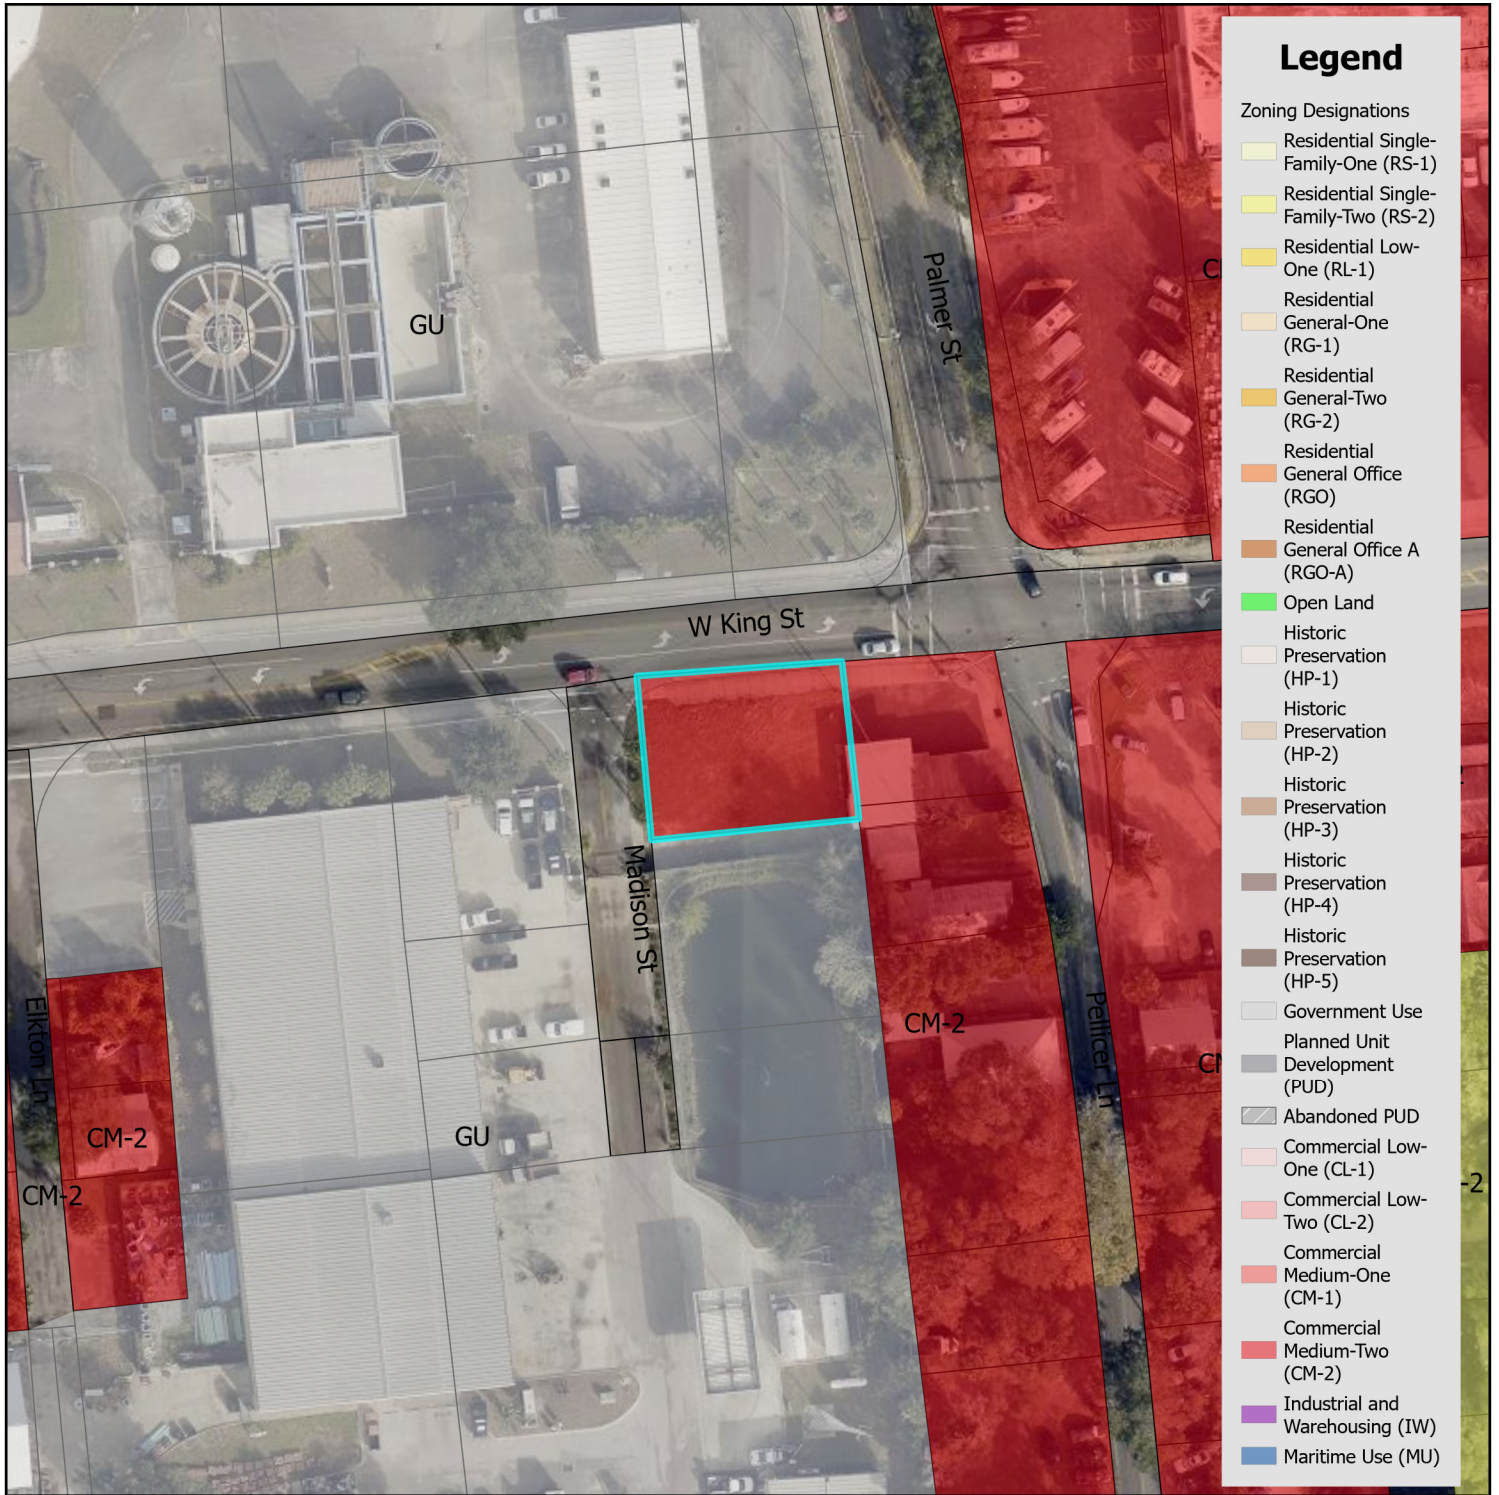 Legend
Zoning Designations
Residential Single-
Family-One (RS-1)
Residential Single-
Family-Two (RS-2)
Residential Low-
One (RL-1)
Residential
General-One
(RG-1)
Residential
General-Two
(RG-2)
Residential
General Office
(RGO)
Residential
General Office A
(RGO-A)
Open Land
Historic
Preservation
(HP-1)
Historic
Preservation
(HP-2)
Historic
Preservation
(HP-3)
Historic
Preservation
(HP-4)
Historic
Preservation
(HP-5)
Government Use
Planned Unit
Development
(PUD)
Abandoned PUD
Commercial Low-
One (CL-1)
Commercial Low-
Two (CL-2)
Commercial
Medium-One
(CM-1)
Commercial
Medium-Two
(CM-2)
Industrial and
Warehousing (IW)
Maritime Use (MU)
GU
Palmer St
W King St
Madison St
Elkton Ln
CM-2
Pellicer Ln
CM-2
GU
CM-2
-2